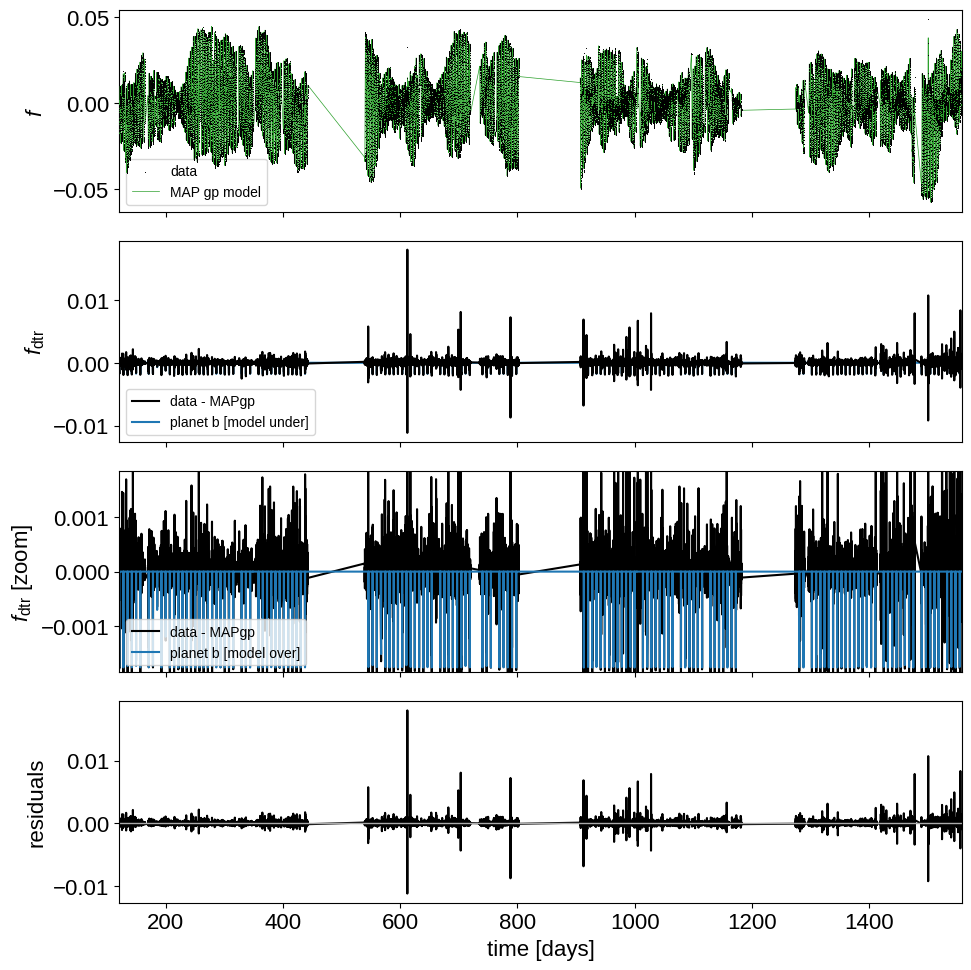 0.05
0.00
−0.05
f
data
MAP gp model
0.01
0.00
−0.01
f_dtr
data - MAPgp
planet b [model under]
0.001
0.000
−0.001
f_dtr [zoom]
data - MAPgp
planet b [model over]
0.01
0.00
−0.01
residuals
200 400 600 800 1000 1200 1400
time [days]